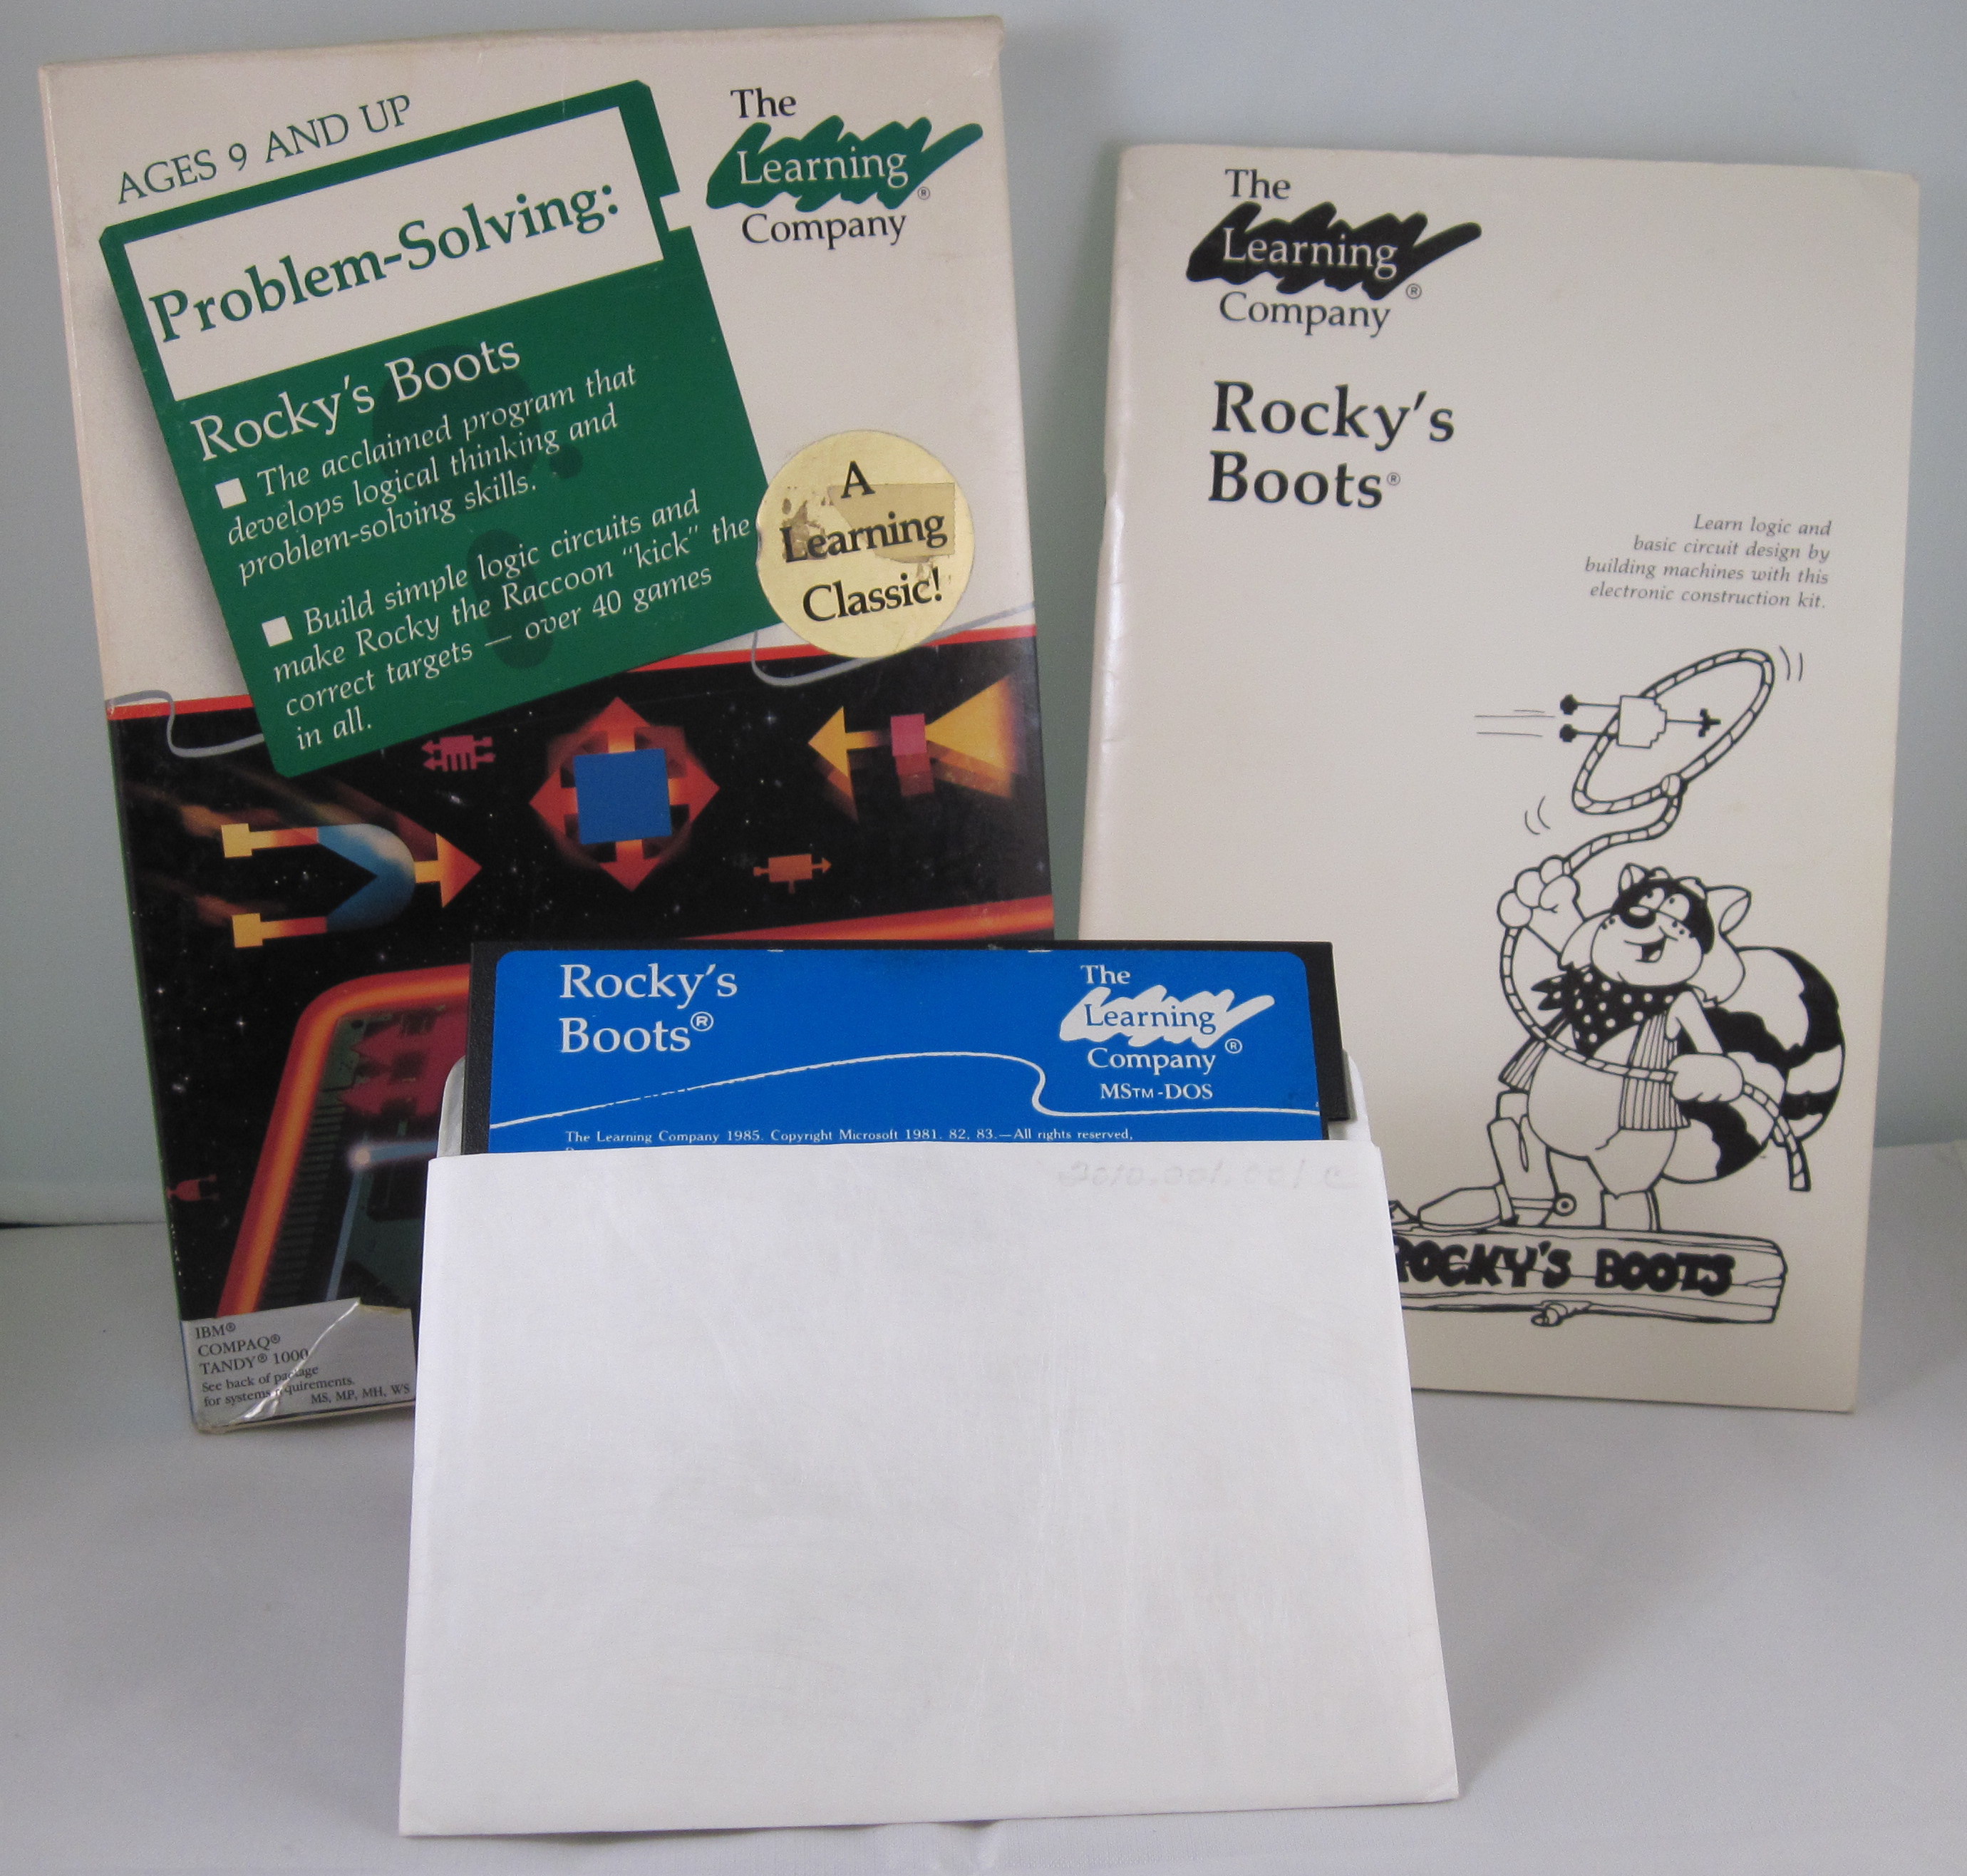 AGES 9 AND UP
Problem-Solving:
Rocky's Boots
The acclaimed program that
develops logical thinking and
problem-solving skills.
Build simple logic circuits and
make Rocky the Raccoon "kick" the
correct targets — over 40 games
in all.
The
Learning
Company
®
A
Learning
Classic!
IBM®
COMPAQ®
TANDY® 1000
See back of package
for systems requirements.
MS, MP, MH, WS
The
Learning
Company
®
Rocky's
Boots®
Learn logic and
basic circuit design by
building machines with this
electronic construction kit.
ROCKY'S BOOTS
Rocky's
Boots®
The
Learning
Company ®
MS™-DOS
The Learning Company 1985. Copyright Microsoft 1981, 82, 83.—All rights reserved,